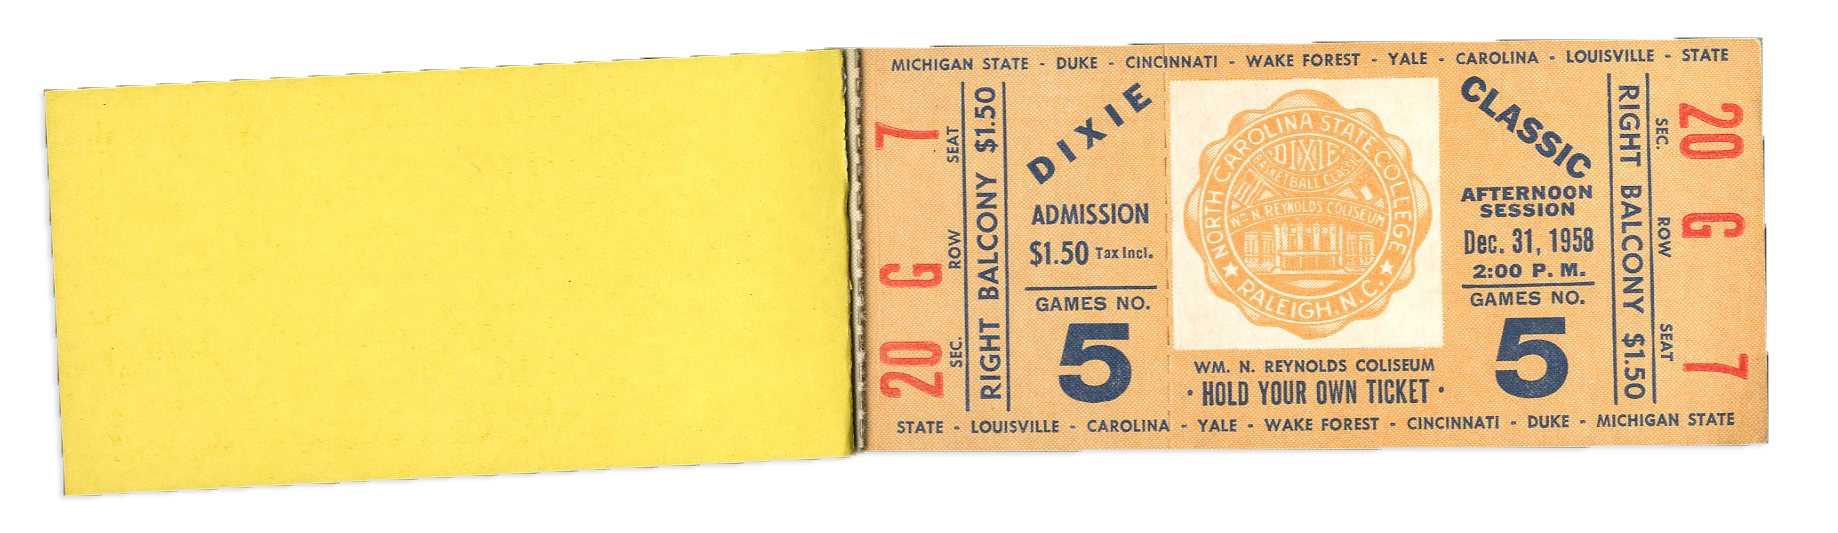 MICHIGAN STATE - DUKE - CINCINNATI - WAKE FOREST - YALE - CAROLINA - LOUISVILLE - STATE
20 G 7
SEC. ROW SEAT
RIGHT BALCONY $1.50
DIXIE
ADMISSION
$1.50 Tax Incl.
GAMES NO.
5
NORTH CAROLINA STATE COLLEGE
DIXIE
BASKETBALL CLASSIC
WM. N. REYNOLDS COLISEUM
★ RALEIGH, N.C. ★
WM. N. REYNOLDS COLISEUM
· HOLD YOUR OWN TICKET ·
CLASSIC
AFTERNOON
SESSION
Dec. 31, 1958
2:00 P. M.
GAMES NO.
5
RIGHT BALCONY $1.50
SEC. ROW SEAT
20 G 7
STATE - LOUISVILLE - CAROLINA - YALE - WAKE FOREST - CINCINNATI - DUKE - MICHIGAN STATE